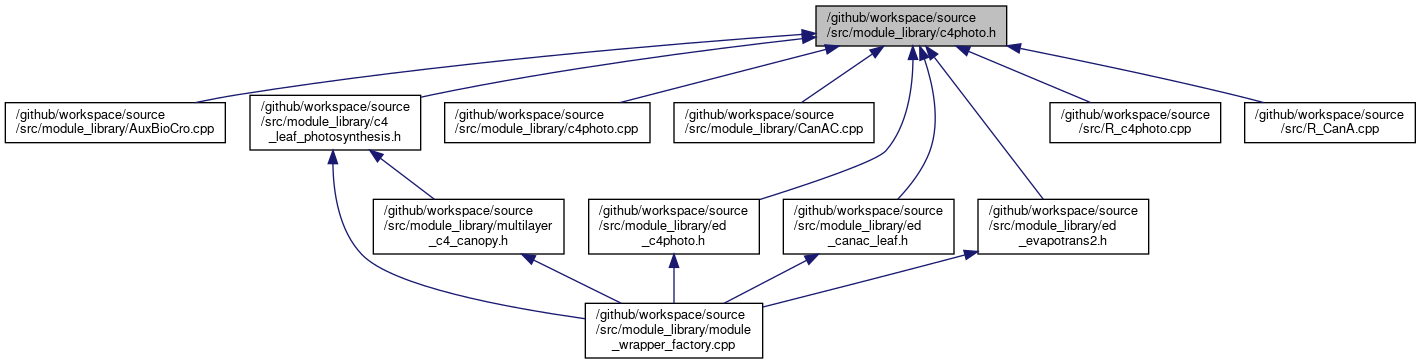 /github/workspace/source
/src/module_library/c4photo.h
/github/workspace/source
/src/module_library/AuxBioCro.cpp
/github/workspace/source
/src/module_library/c4
_leaf_photosynthesis.h
/github/workspace/source
/src/module_library/c4photo.cpp
/github/workspace/source
/src/module_library/CanAC.cpp
/github/workspace/source
/src/R_c4photo.cpp
/github/workspace/source
/src/R_CanA.cpp
/github/workspace/source
/src/module_library/multilayer
_c4_canopy.h
/github/workspace/source
/src/module_library/ed
_c4photo.h
/github/workspace/source
/src/module_library/ed
_canac_leaf.h
/github/workspace/source
/src/module_library/ed
_evapotrans2.h
/github/workspace/source
/src/module_library/module
_wrapper_factory.cpp